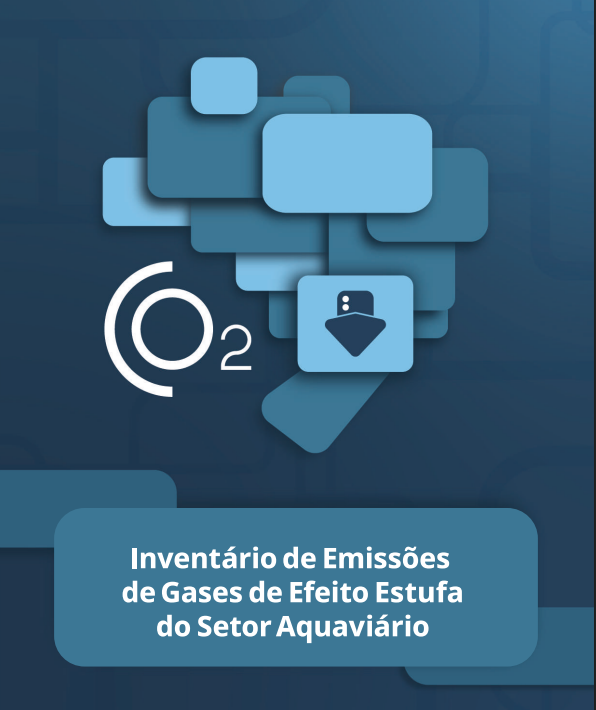 CO2
Inventário de Emissões
de Gases de Efeito Estufa
do Setor Aquaviário